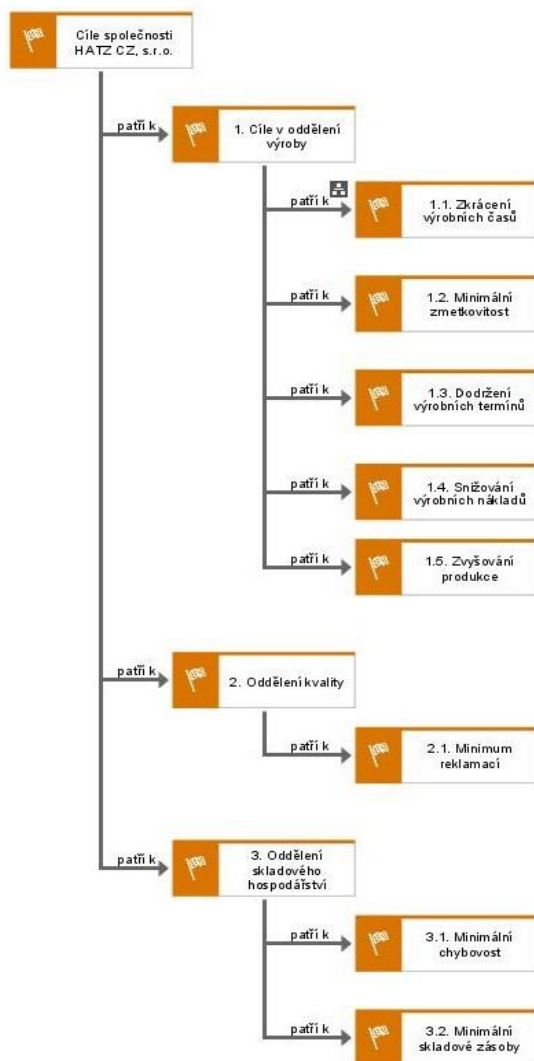 Cíle společnosti
HATZ CZ, s.r.o.
patří k
1. Cíle v oddělení
výroby
patří k
1.1. Zkrácení
výrobních časů
patří k
1.2. Minimální
zmetkovitost
patří k
1.3. Dodržení
výrobních termínů
patří k
1.4. Snižování
výrobních nákladů
patří k
1.5. Zvyšování
produkce
patří k
2. Oddělení kvality
patří k
2.1. Minimum
reklamací
patří k
3. Oddělení
skladového
hospodářství
patří k
3.1. Minimální
chybovost
patří k
3.2. Minimální
skladové zásoby